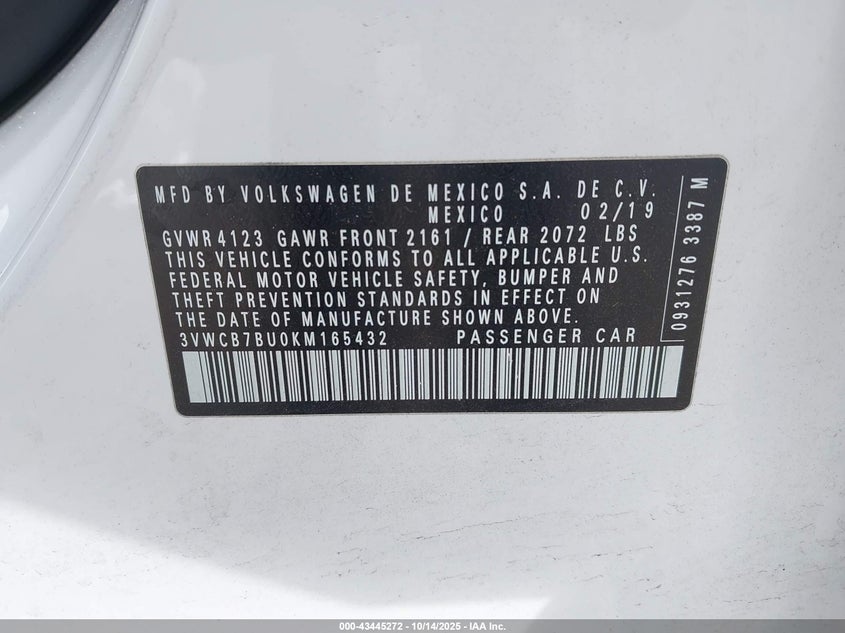 MFD BY VOLKSWAGEN DE MEXICO S.A. DE C.V.
MEXICO 02/19
GVWR 4123 GAWR FRONT 2161 / REAR 2072 LBS
THIS VEHICLE CONFORMS TO ALL APPLICABLE U.S.
FEDERAL MOTOR VEHICLE SAFETY, BUMPER AND
THEFT PREVENTION STANDARDS IN EFFECT ON
THE DATE OF MANUFACTURE SHOWN ABOVE.
3VWCB7BU0KM165432 PASSENGER CAR
0931276 3387 M
000-43445272 - 10/14/2025 - IAA Inc.